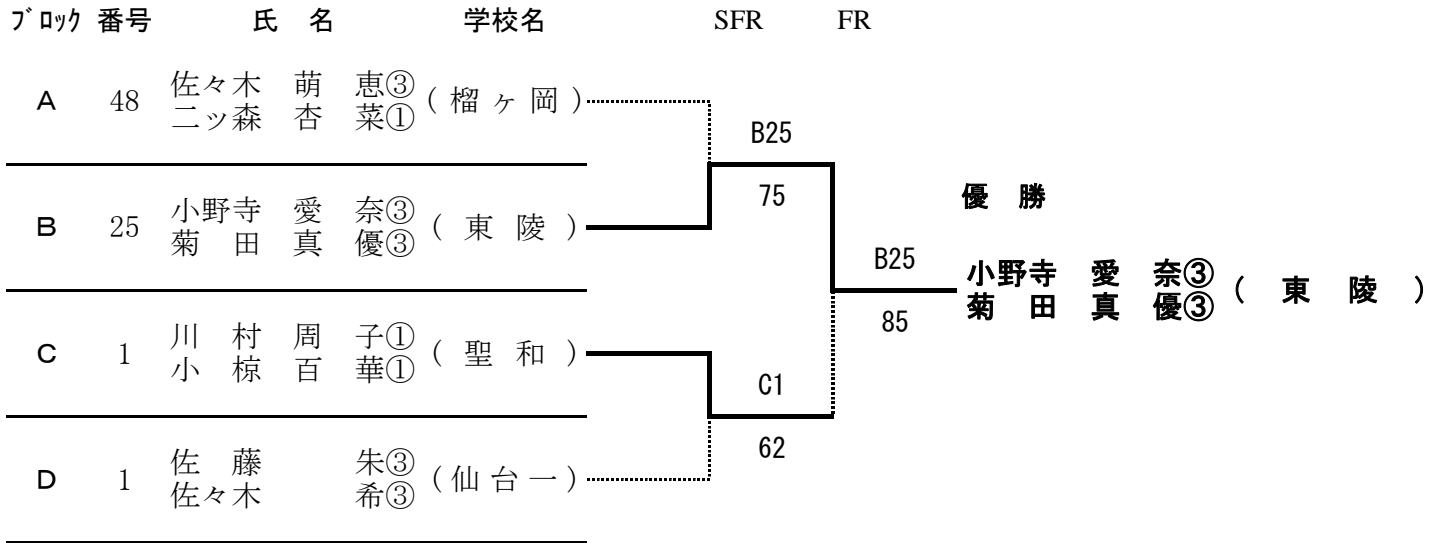 ブロック 番号 氏 名 学校名 SFR FR
A 48 佐々木 萌 恵③ (榴ヶ岡)
二ッ森 杏 菜①
B25
75
B 25 小野寺 愛 奈③ (東 陵)
菊 田 真 優③
優 勝
B25
小野寺 愛 奈③ ( 東 陵 )
菊 田 真 優③
85
C 1 川 村 周 子① (聖 和)
小 椋 百 華①
C1
62
D 1 佐 藤 朱③ (仙台一)
佐々木 希③